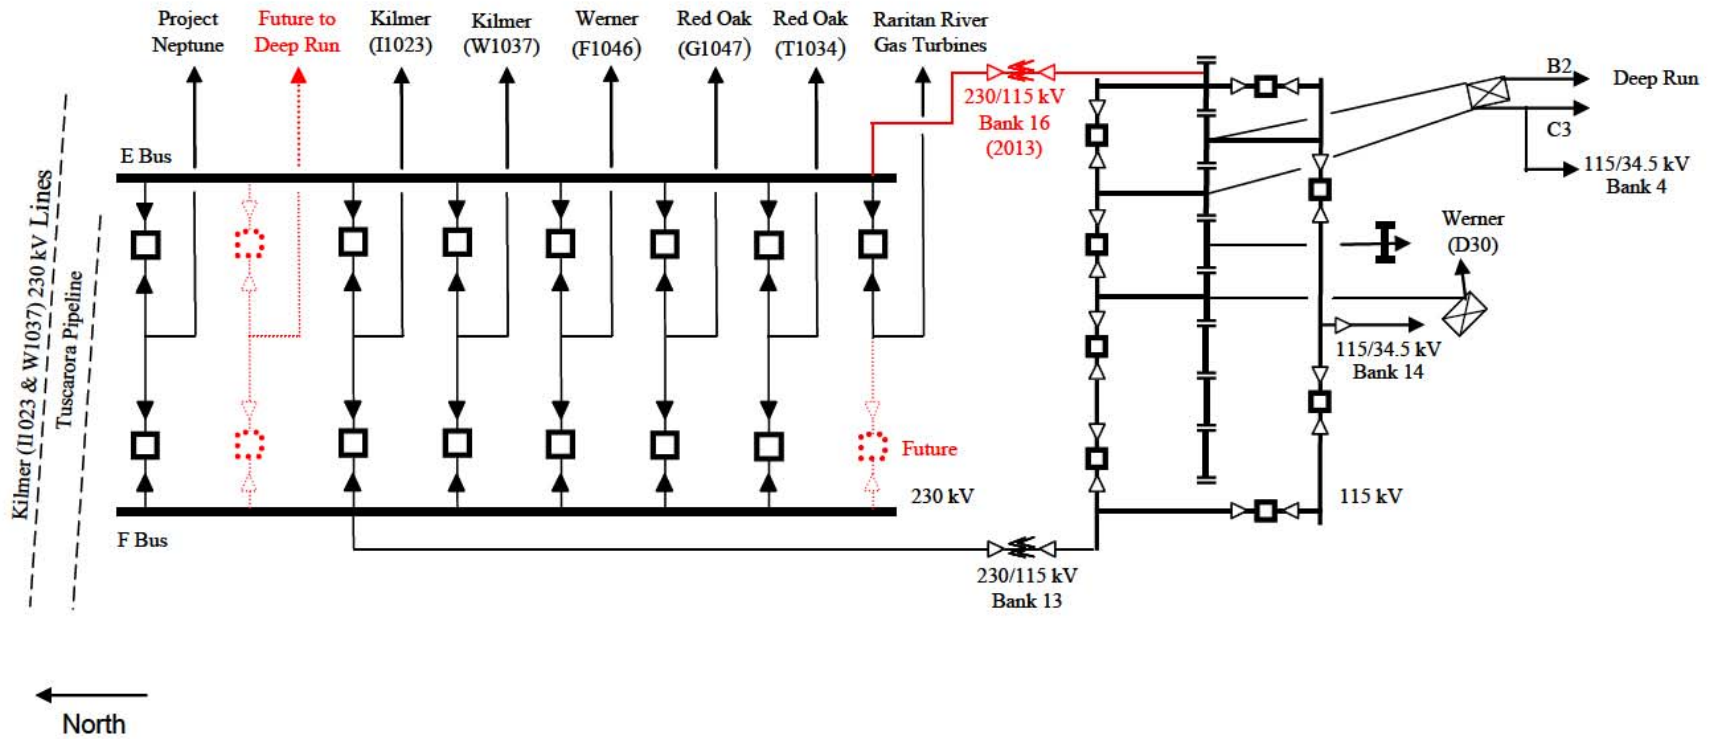 Project
Neptune
Future to
Deep Run
Kilmer
(I1023)
Kilmer
(W1037)
Werner
(F1046)
Red Oak
(G1047)
Red Oak
(T1034)
Raritan River
Gas Turbines
230/115 kV
Bank 16
(2013)
B2
Deep Run
C3
115/34.5 kV
Bank 4
Werner
(D30)
115/34.5 kV
Bank 14
E Bus
Kilmer (I1023 & W1037) 230 kV Lines
Tuscarora Pipeline
Future
230 kV
115 kV
F Bus
230/115 kV
Bank 13
North